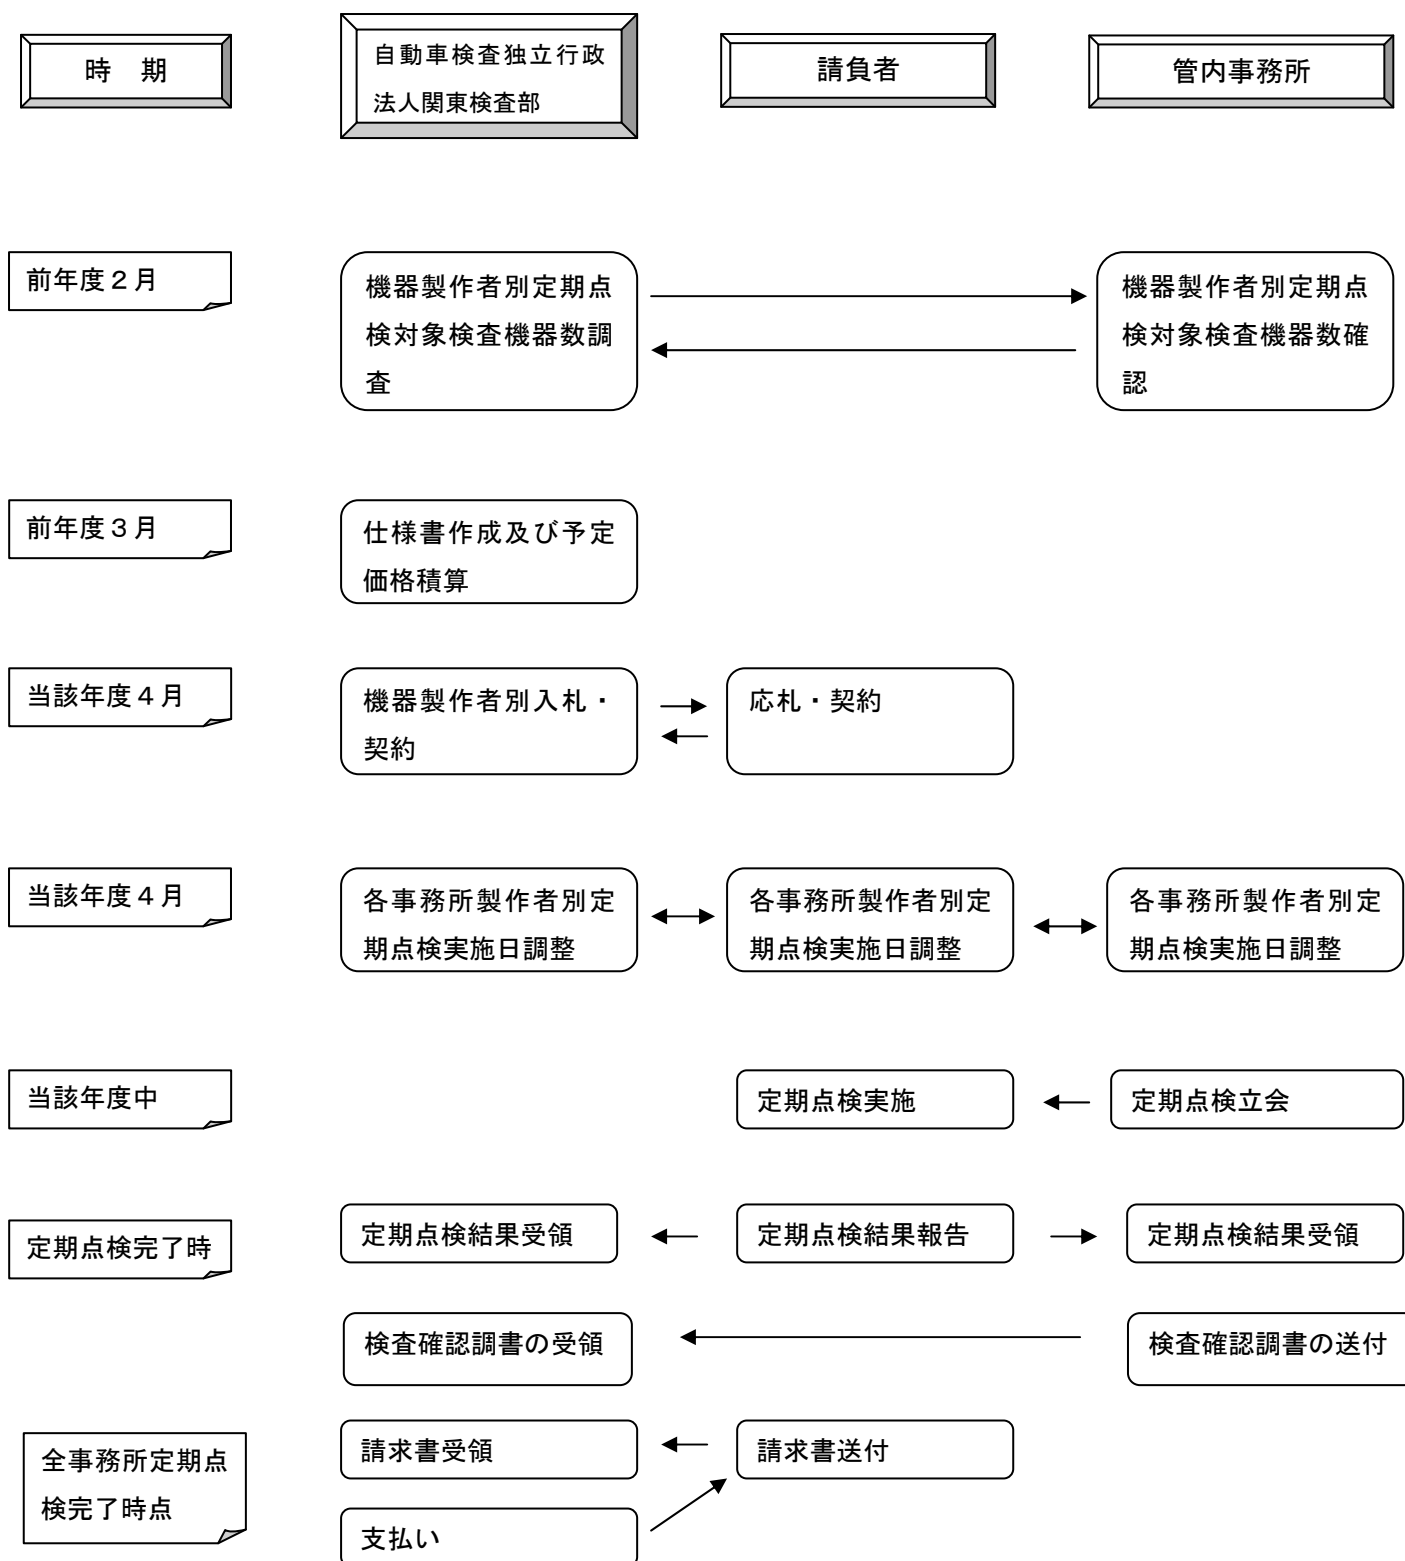 時　期
自動車検査独立行政
法人関東検査部
請負者
管内事務所
前年度２月
機器製作者別定期点
検対象検査機器数調
査
機器製作者別定期点
検対象検査機器数確
認
前年度３月
仕様書作成及び予定
価格積算
当該年度４月
機器製作者別入札・
契約
応札・契約
当該年度４月
各事務所製作者別定
期点検実施日調整
各事務所製作者別定
期点検実施日調整
各事務所製作者別定
期点検実施日調整
当該年度中
定期点検実施
定期点検立会
定期点検完了時
定期点検結果受領
定期点検結果報告
定期点検結果受領
検査確認調書の受領
検査確認調書の送付
全事務所定期点
検完了時点
請求書受領
請求書送付
支払い